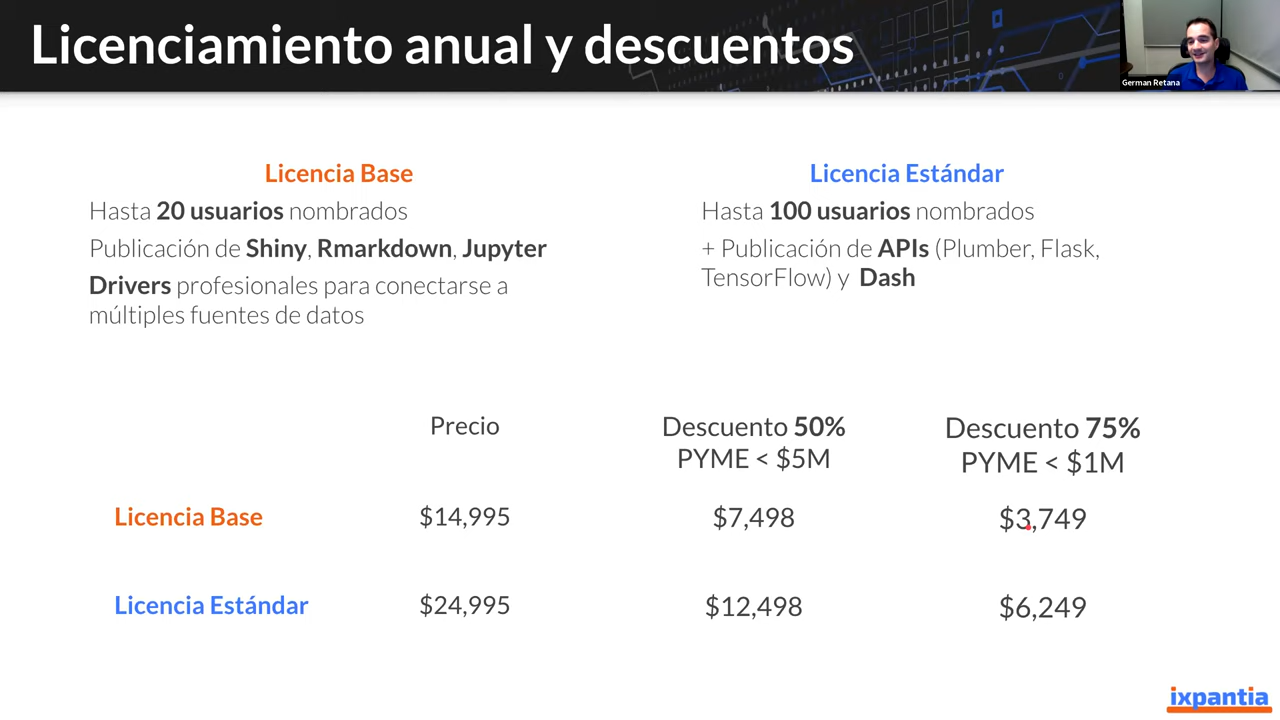 Licenciamiento anual y descuentos
German Retana
Licencia Base
Hasta 20 usuarios nombrados
Publicación de Shiny, Rmarkdown, Jupyter
Drivers profesionales para conectarse a
múltiples fuentes de datos
Licencia Estándar
Hasta 100 usuarios nombrados
+ Publicación de APIs (Plumber, Flask,
TensorFlow) y Dash
Precio
Descuento 50%
PYME < $5M
Descuento 75%
PYME < $1M
Licencia Base $14,995 $7,498 $3,749
Licencia Estándar $24,995 $12,498 $6,249
ixpantia